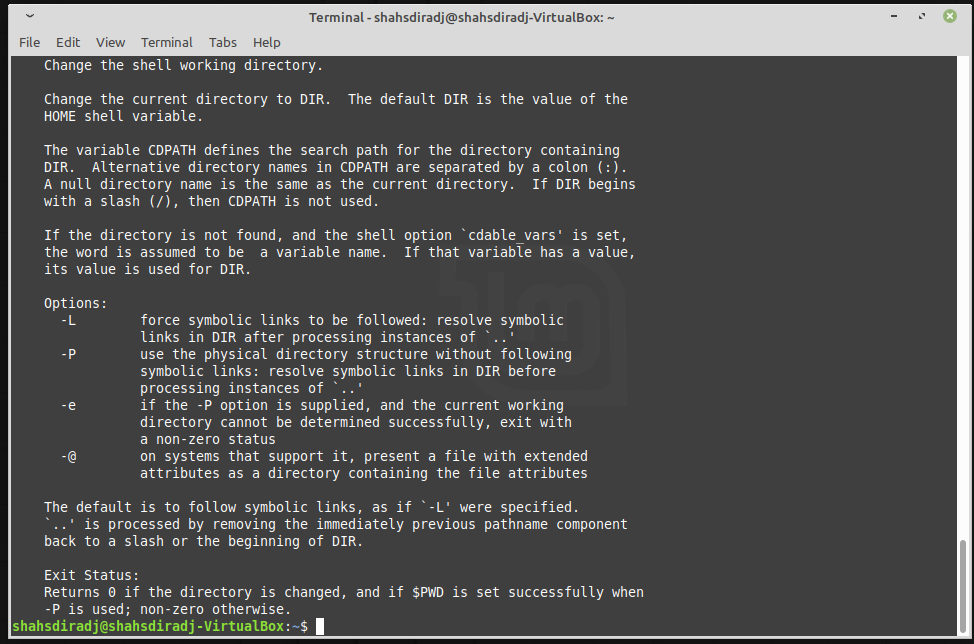 Terminal - shahsdiradj@shahsdiradj-VirtualBox: ~
File Edit View Terminal Tabs Help
Change the shell working directory.
Change the current directory to DIR.  The default DIR is the value of the
HOME shell variable.
The variable CDPATH defines the search path for the directory containing
DIR.  Alternative directory names in CDPATH are separated by a colon (:).
A null directory name is the same as the current directory.  If DIR begins
with a slash (/), then CDPATH is not used.
If the directory is not found, and the shell option `cdable_vars' is set,
the word is assumed to be  a variable name.  If that variable has a value,
its value is used for DIR.
Options:
-L        force symbolic links to be followed: resolve symbolic
links in DIR after processing instances of `..'
-P        use the physical directory structure without following
symbolic links: resolve symbolic links in DIR before
processing instances of `..'
-e        if the -P option is supplied, and the current working
directory cannot be determined successfully, exit with
a non-zero status
-@        on systems that support it, present a file with extended
attributes as a directory containing the file attributes
The default is to follow symbolic links, as if `-L' were specified.
`..' is processed by removing the immediately previous pathname component
back to a slash or the beginning of DIR.
Exit Status:
Returns 0 if the directory is changed, and if $PWD is set successfully when
-P is used; non-zero otherwise.
shahsdiradj@shahsdiradj-VirtualBox:~$